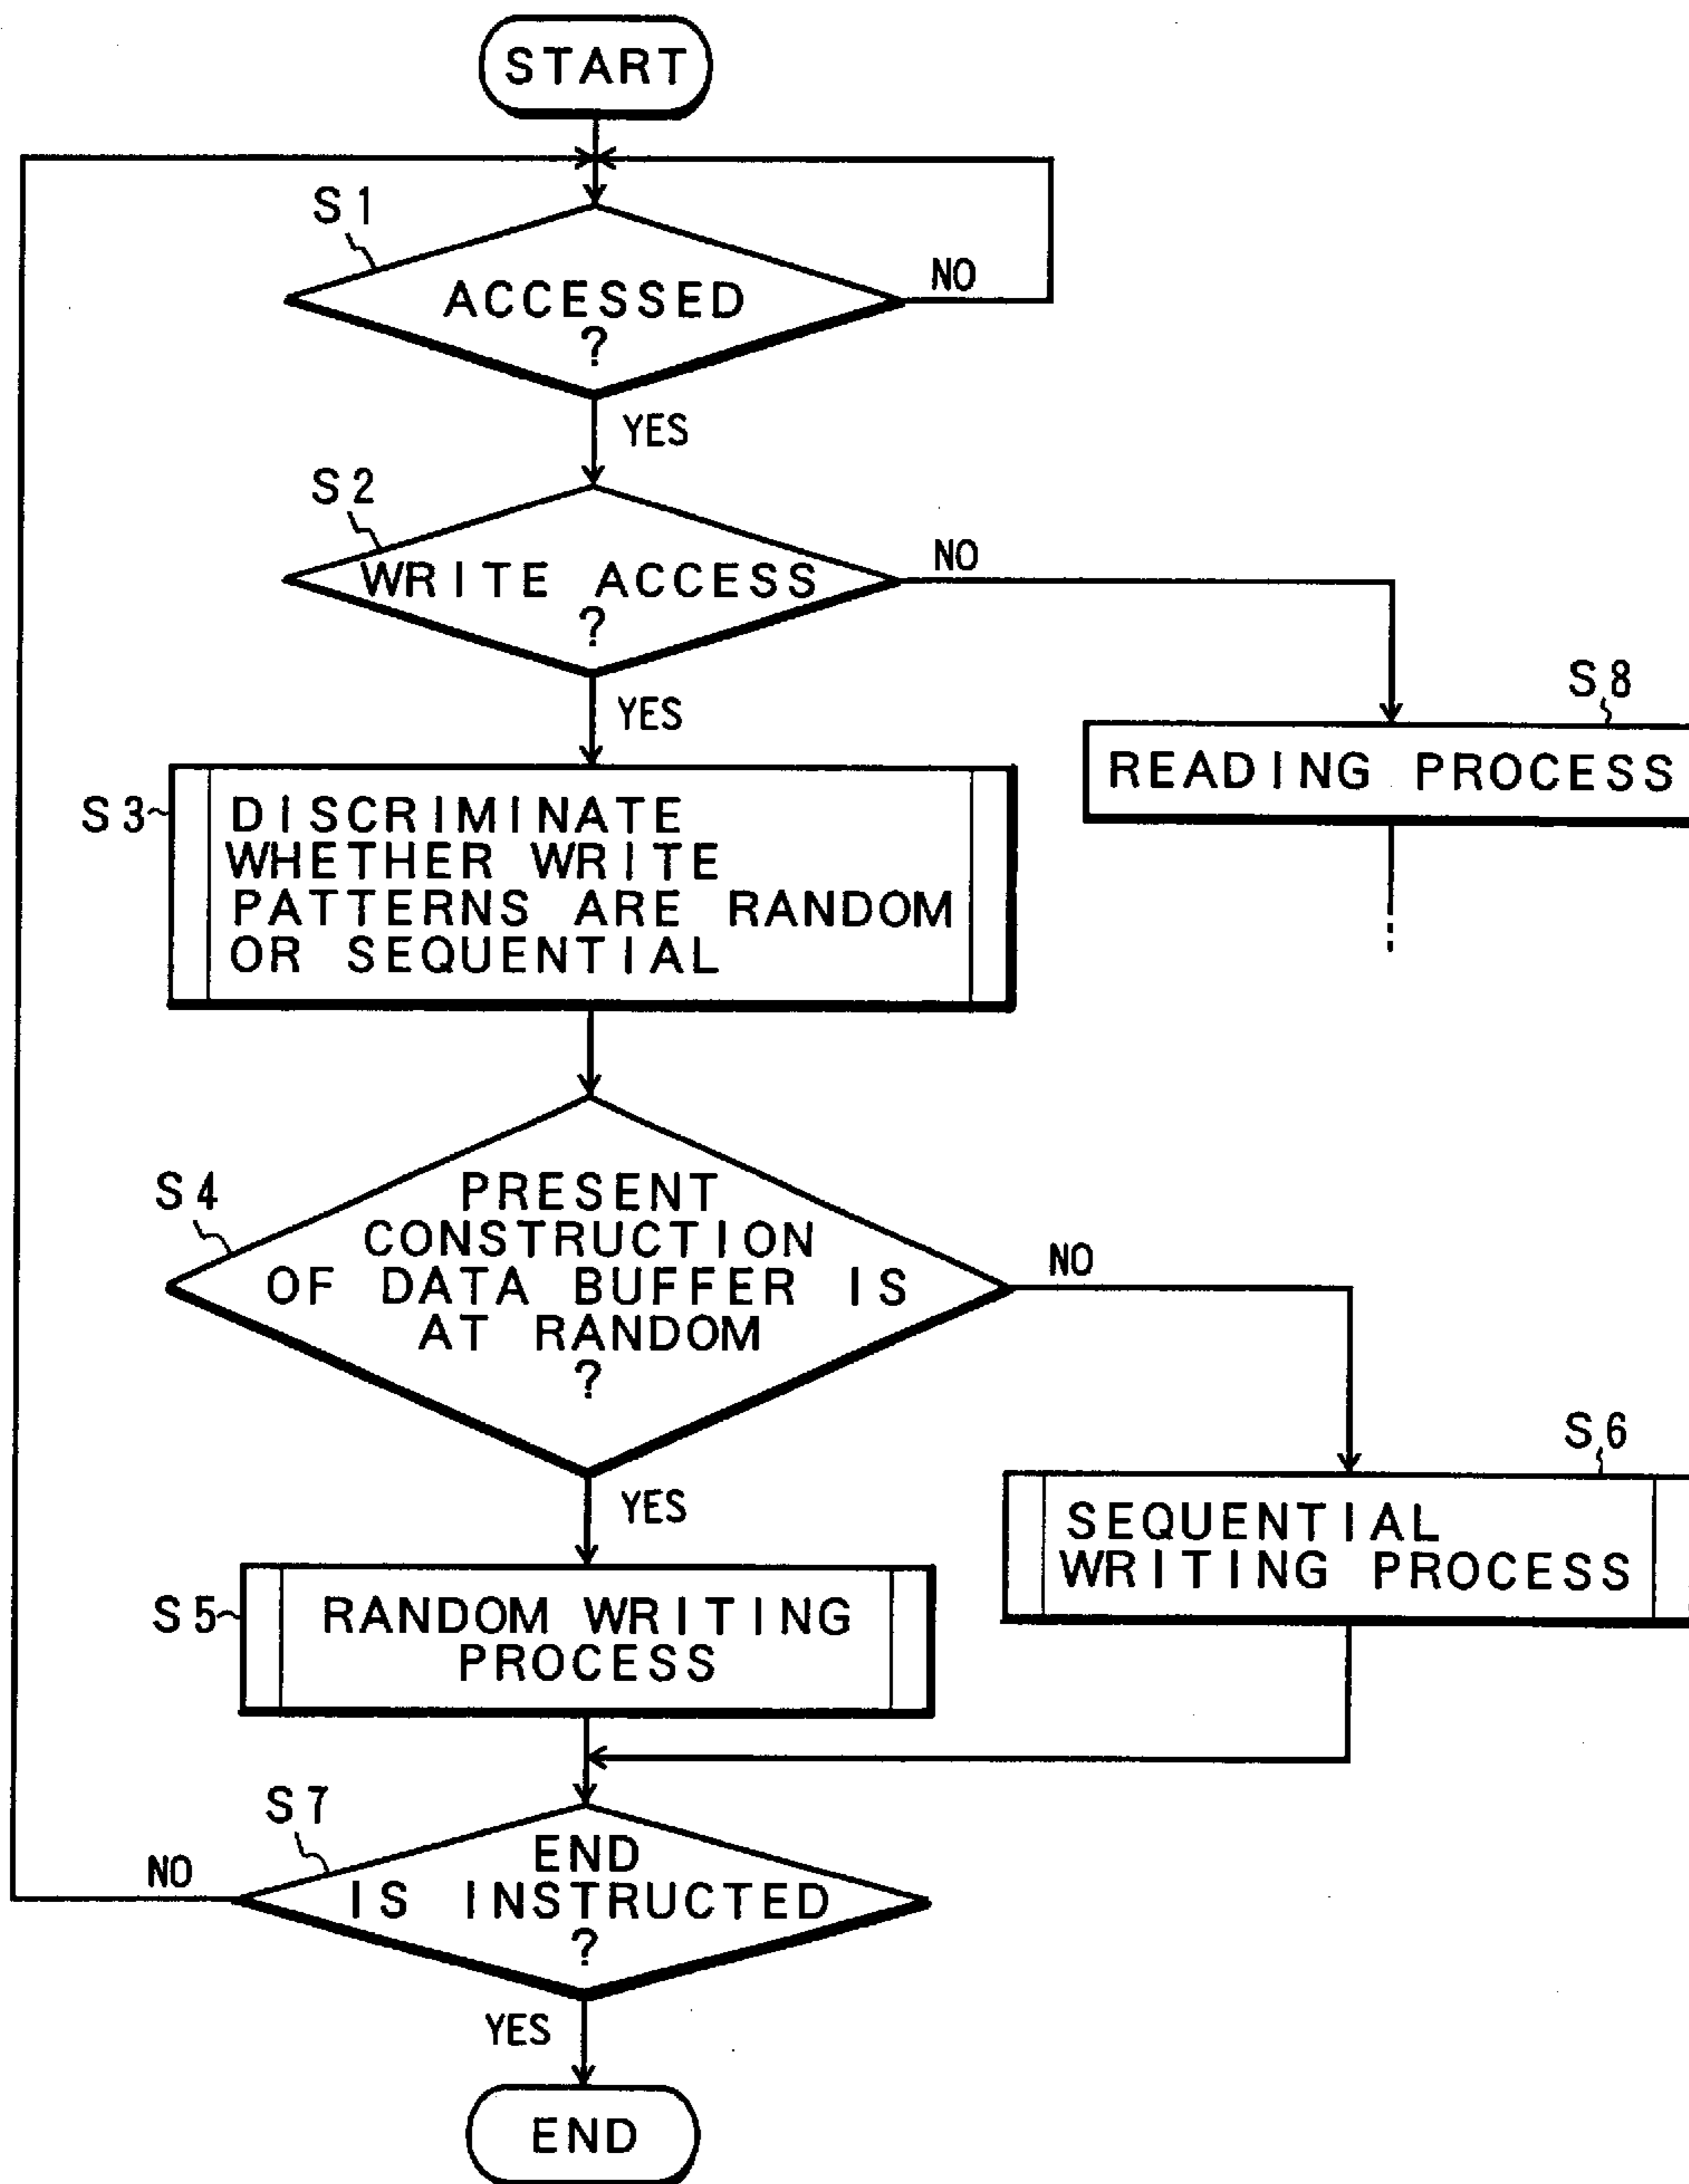 START
S1
ACCESSED
?
NO
YES
S2
WRITE ACCESS
?
NO
YES
S8
READING PROCESS
S3
DISCRIMINATE
WHETHER WRITE
PATTERNS ARE RANDOM
OR SEQUENTIAL
S4
PRESENT
CONSTRUCTION
OF DATA BUFFER IS
AT RANDOM
?
NO
YES
S6
SEQUENTIAL
WRITING PROCESS
S5
RANDOM WRITING
PROCESS
S7
END
IS INSTRUCTED
?
NO
YES
END